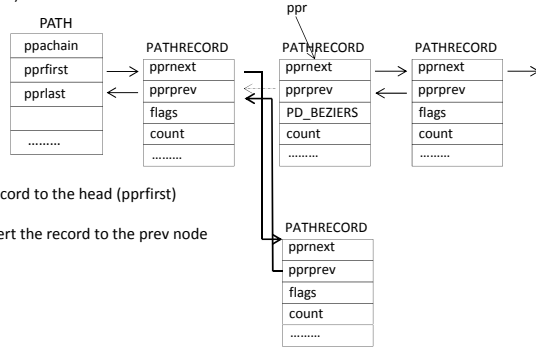 ppr
PATH
ppachain
pprfirst
pprlast
.........
PATHRECORD
pprnext
pprprev
flags
count
.........
PATHRECORD
pprnext
pprprev
PD_BEZIERS
count
.........
PATHRECORD
pprnext
pprprev
flags
count
.........
cord to the head (pprfirst)
ert the record to the prev node
PATHRECORD
pprnext
pprprev
flags
count
.........